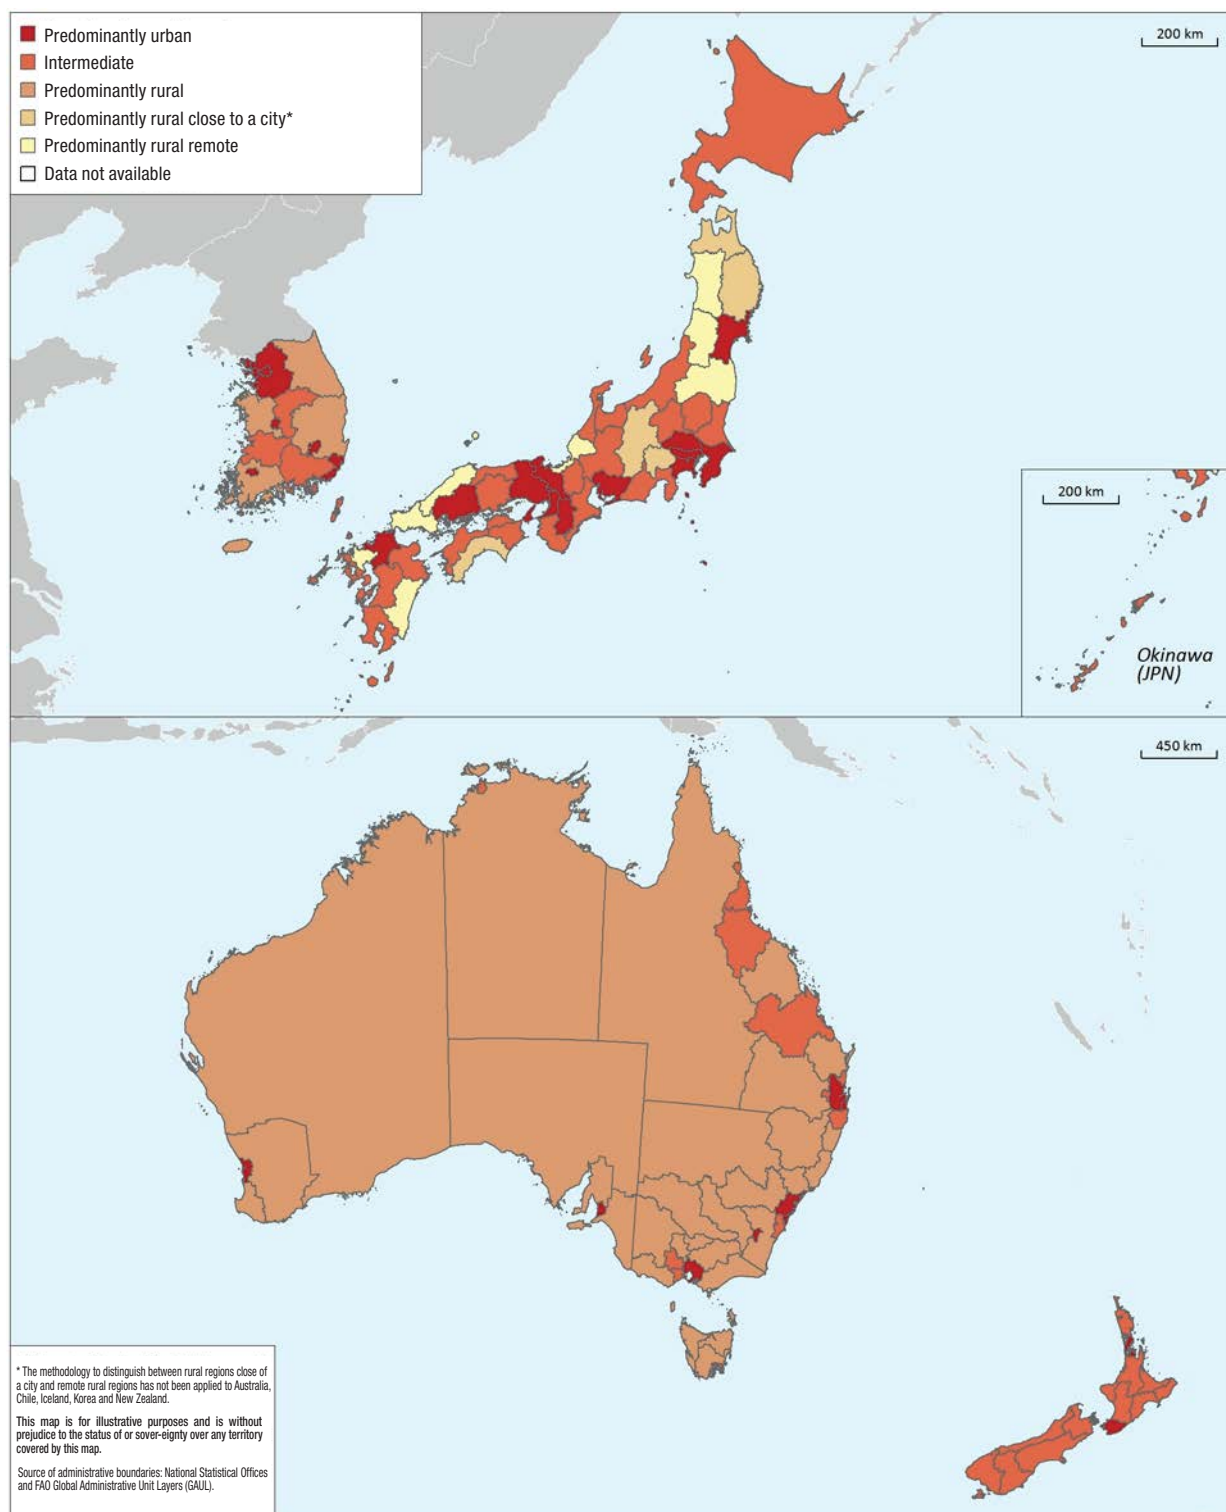 Predominantly urban
Intermediate
Predominantly rural
Predominantly rural close to a city*
Predominantly rural remote
Data not available
200 km
200 km
Okinawa
(JPN)
450 km
* The methodology to distinguish between rural regions close of
a city and remote rural regions has not been applied to Australia,
Chile, Iceland, Korea and New Zealand.
This map is for illustrative purposes and is without
prejudice to the status of or sover-eignty over any territory
covered by this map.
Source of administrative boundaries: National Statistical Offices
and FAO Global Administrative Unit Layers (GAUL).